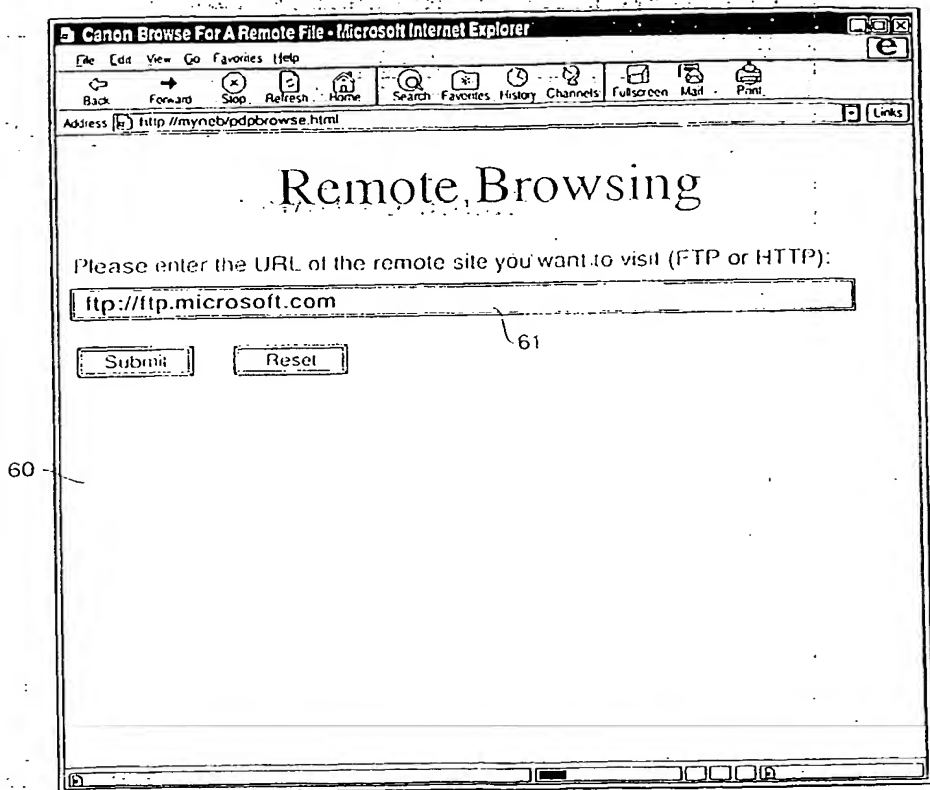 Canon Browse For A Remote File - Microsoft Internet Explorer
File Edit View Go Favorites Help
Back Forward Stop Refresh Home Search Favorites History Channels Fullscreen Mail Print
Address http://myneb/pdpbrowse.html Links
Remote Browsing
Please enter the URL of the remote site you want to visit (FTP or HTTP):
ftp://ftp.microsoft.com
61
Submit Reset
60